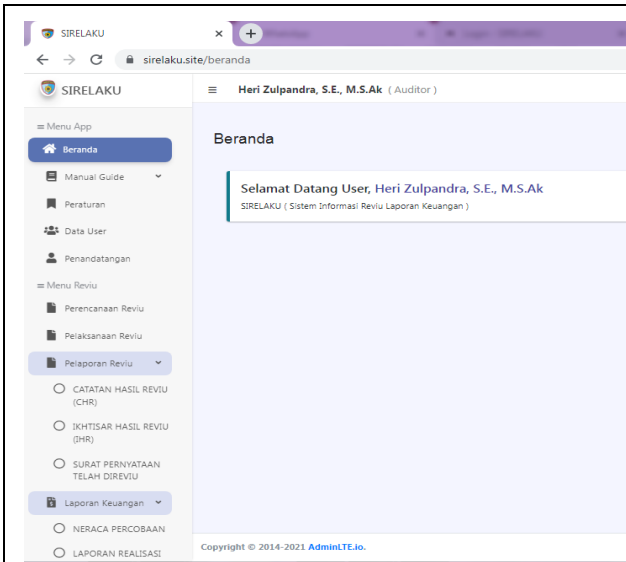 SIRELAKU
sirelaku.site/beranda
SIRELAKU
Heri Zulpandra, S.E., M.S.Ak ( Auditor )
Menu App
Beranda
Manual Guide
Peraturan
Data User
Penandatangan
Menu Reviu
Perencanaan Reviu
Pelaksanaan Reviu
Pelaporan Reviu
CATATAN HASIL REVIU
(CHR)
IKHTISAR HASIL REVIU
(IHR)
SURAT PERNYATAAN
TELAH DIREVIU
Laporan Keuangan
NERACA PERCOBAAN
LAPORAN REALISASI
Beranda
Selamat Datang User, Heri Zulpandra, S.E., M.S.Ak
SIRELAKU ( Sistem Informasi Reviu Laporan Keuangan )
Copyright © 2014-2021 AdminLTE.io.